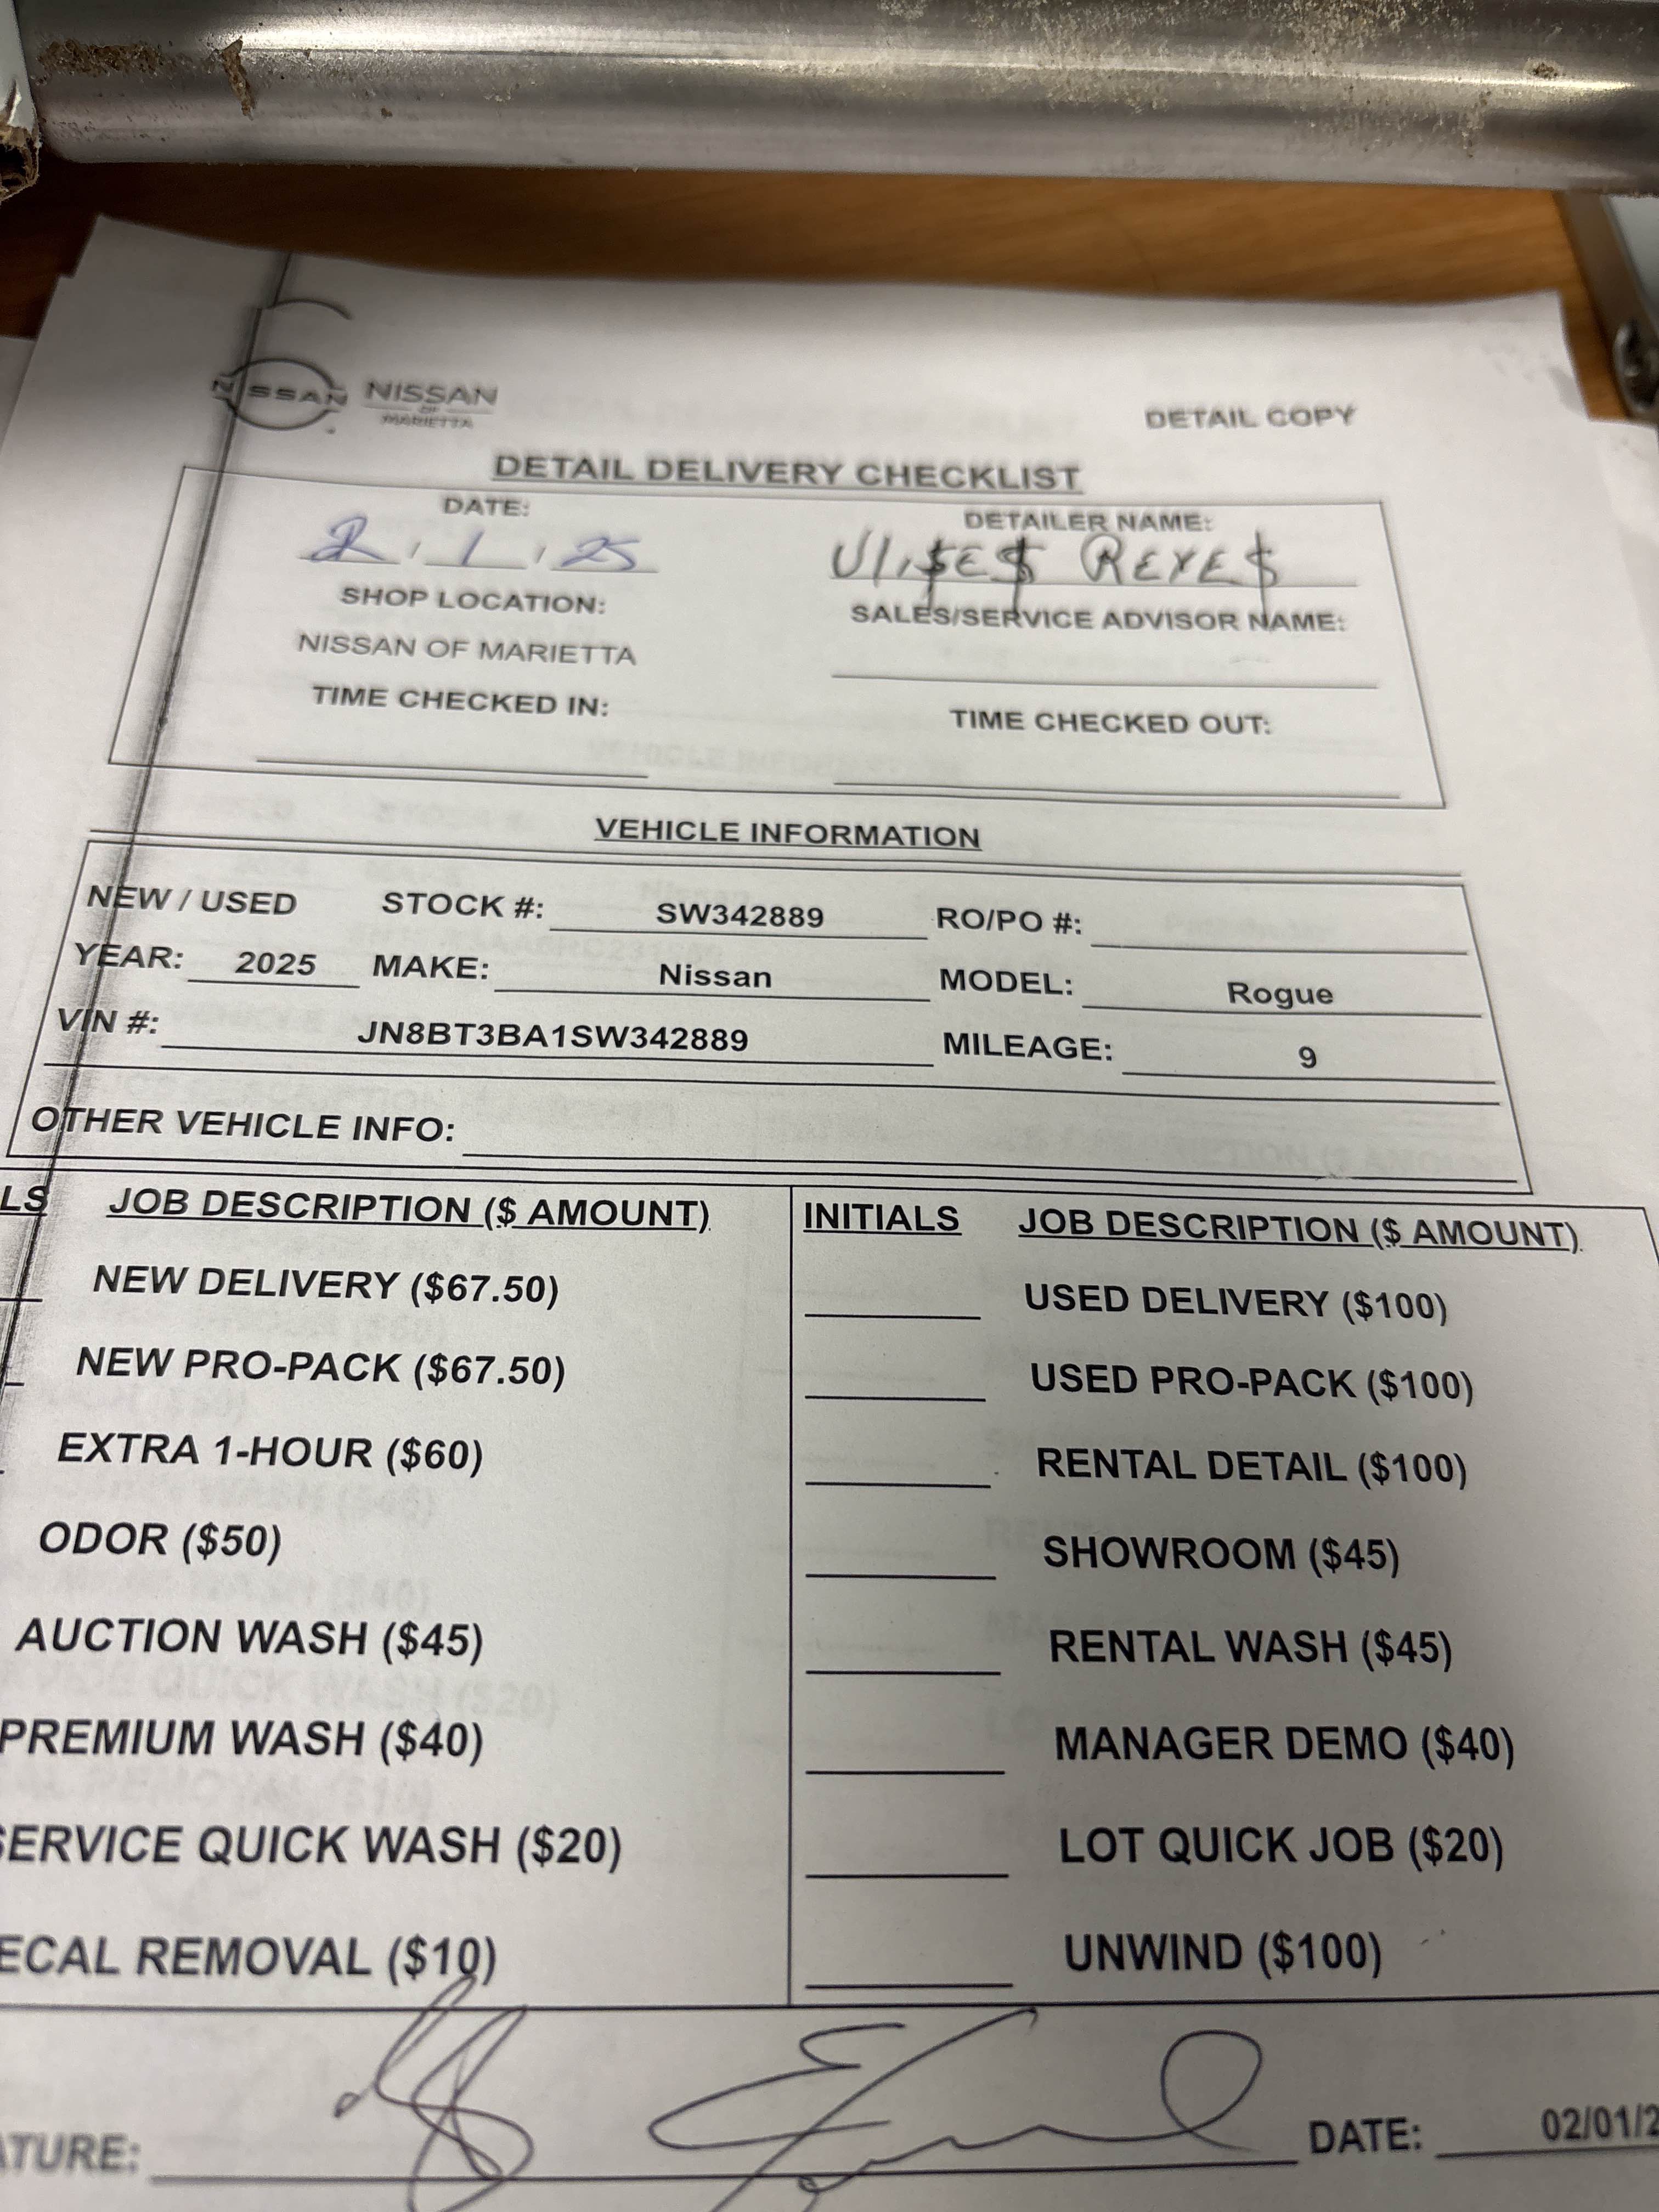 NISSAN NISSAN
OF
MARIETTA
DETAIL COPY
DETAIL DELIVERY CHECKLIST
DATE: DETAILER NAME:
2 , 1 , 25 Ulises REYES
SHOP LOCATION: SALES/SERVICE ADVISOR NAME:
NISSAN OF MARIETTA
TIME CHECKED IN: TIME CHECKED OUT:
VEHICLE INFORMATION
NEW / USED STOCK #: SW342889 RO/PO #:
YEAR: 2025 MAKE: Nissan MODEL: Rogue
VIN #: JN8BT3BA1SW342889 MILEAGE: 9
OTHER VEHICLE INFO:
LS JOB DESCRIPTION ($ AMOUNT) INITIALS JOB DESCRIPTION ($ AMOUNT)
NEW DELIVERY ($67.50) USED DELIVERY ($100)
NEW PRO-PACK ($67.50) USED PRO-PACK ($100)
EXTRA 1-HOUR ($60) RENTAL DETAIL ($100)
ODOR ($50) SHOWROOM ($45)
AUCTION WASH ($45) RENTAL WASH ($45)
PREMIUM WASH ($40) MANAGER DEMO ($40)
SERVICE QUICK WASH ($20) LOT QUICK JOB ($20)
ECAL REMOVAL ($10) UNWIND ($100)
ATURE: DATE: 02/01/2